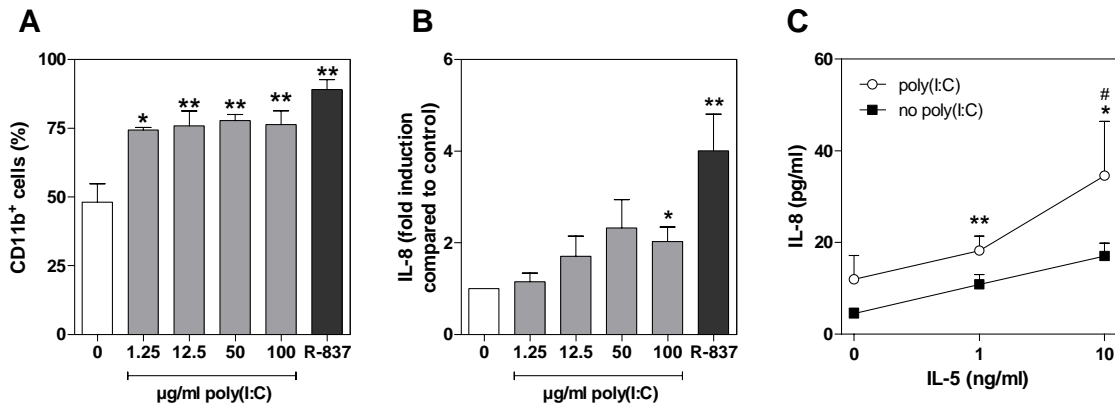 A
CD11b⁺ cells (%)
100
75
50
25
0
*
**
**
**
**
0
1.25
12.5
50
100
R-837
µg/ml poly(I:C)
B
IL-8 (fold induction
compared to control)
6
4
2
0
*
**
0
1.25
12.5
50
100
R-837
µg/ml poly(I:C)
C
IL-8 (pg/ml)
60
40
20
0
poly(I:C)
no poly(I:C)
**
#
*
0
1
10
IL-5 (ng/ml)